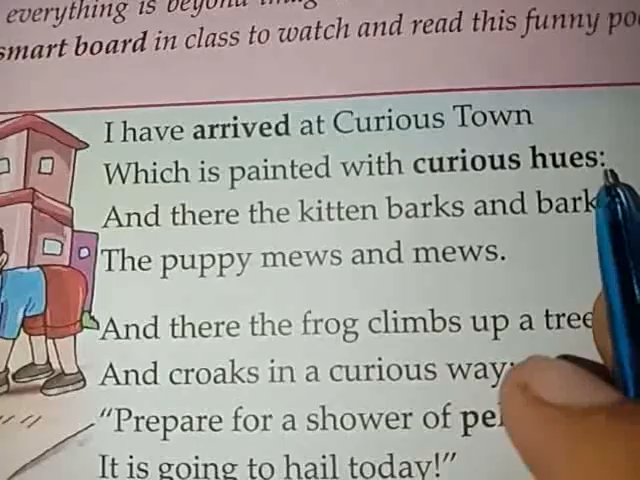 everything is beyond
smart board in class to watch and read this funny
I have arrived at Curious Town
Which is painted with curious hues:
And there the kitten barks and bark
The puppy mews and mews.
And there the frog climbs up a tree
And croaks in a curious way:
"Prepare for a shower of
It is going to hail today!"